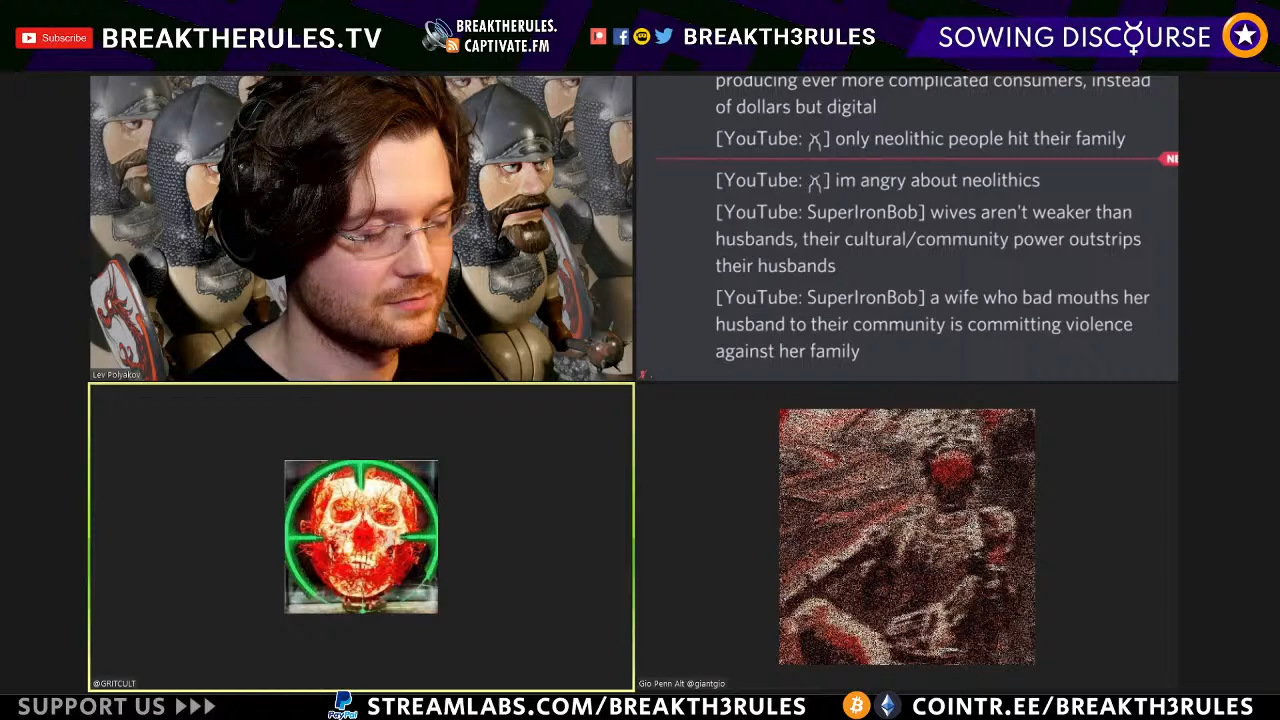 Subscribe BREAKTHERULES.TV
BREAKTHERULES.
CAPTIVATE.FM
BREAKTH3RULES
SOWING DISCOURSE
producing ever more complicated consumers, instead
of dollars but digital
[YouTube: ] only neolithic people hit their family
NE
[YouTube: ] im angry about neolithics
[YouTube: SuperIronBob] wives aren't weaker than
husbands, their cultural/community power outstrips
their husbands
[YouTube: SuperIronBob] a wife who bad mouths her
husband to their community is committing violence
against her family
Lev Polyakov
.
@GRITCULT
Gio Penn Alt @giantgio
SUPPORT US
PayPal
STREAMLABS.COM/BREAKTH3RULES
COINTR.EE/BREAKTH3RULES